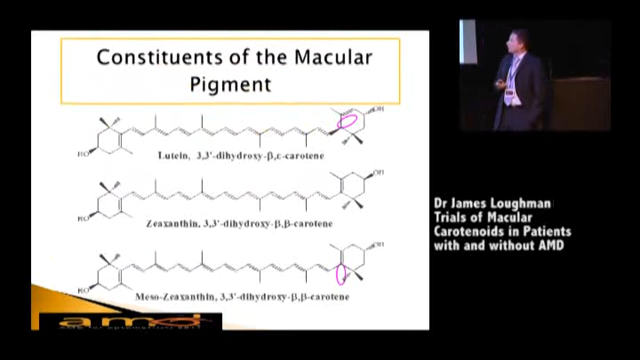 Constituents of the Macular
Pigment
OH
HO
Lutein, 3,3'-dihydroxy-β,ε-carotene
OH
HO
Zeaxanthin, 3,3'-dihydroxy-β,β-carotene
OH
HO
Meso-Zeaxanthin, 3,3'-dihydroxy-β,β-carotene
amd
Dr James Loughman
Trials of Macular
Carotenoids in Patients
with and without AMD